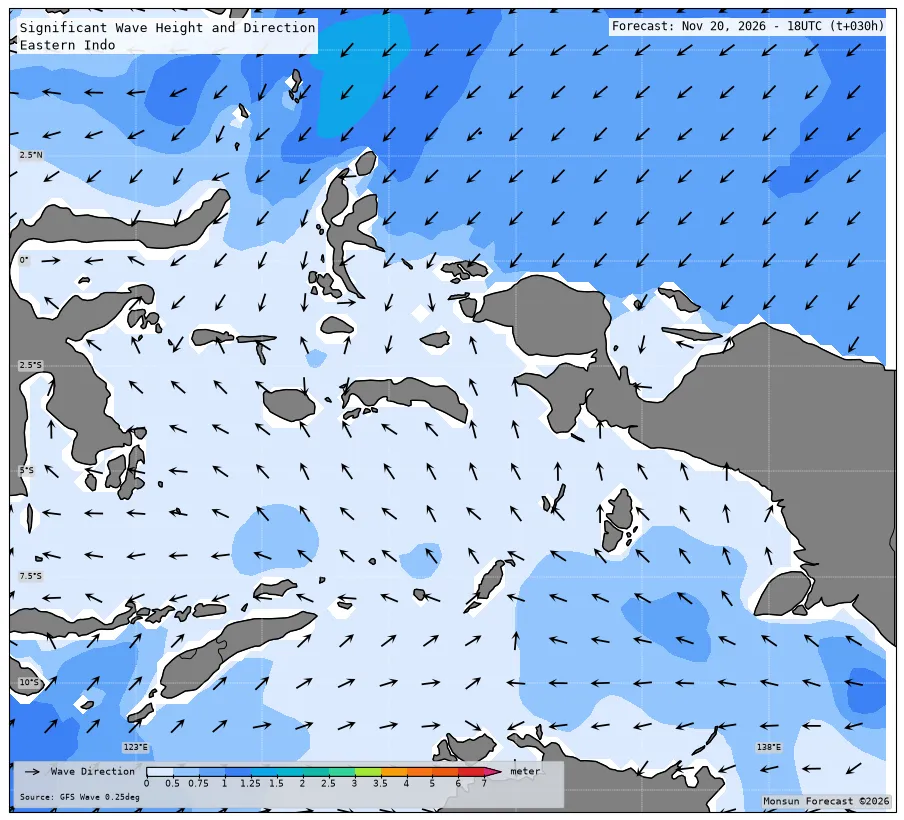 Significant Wave Height and Direction
Eastern Indo
Forecast: Nov 20, 2026 - 18UTC (t+030h)
2.5°N
0°
2.5°S
5°S
7.5°S
10°S
123°E
138°E
Wave Direction
meter
0 0.5 0.75 1 1.25 1.5 2 2.5 3 3.5 4 5 6 7
Source: GFS Wave 0.25deg
Monsun Forecast ©2026